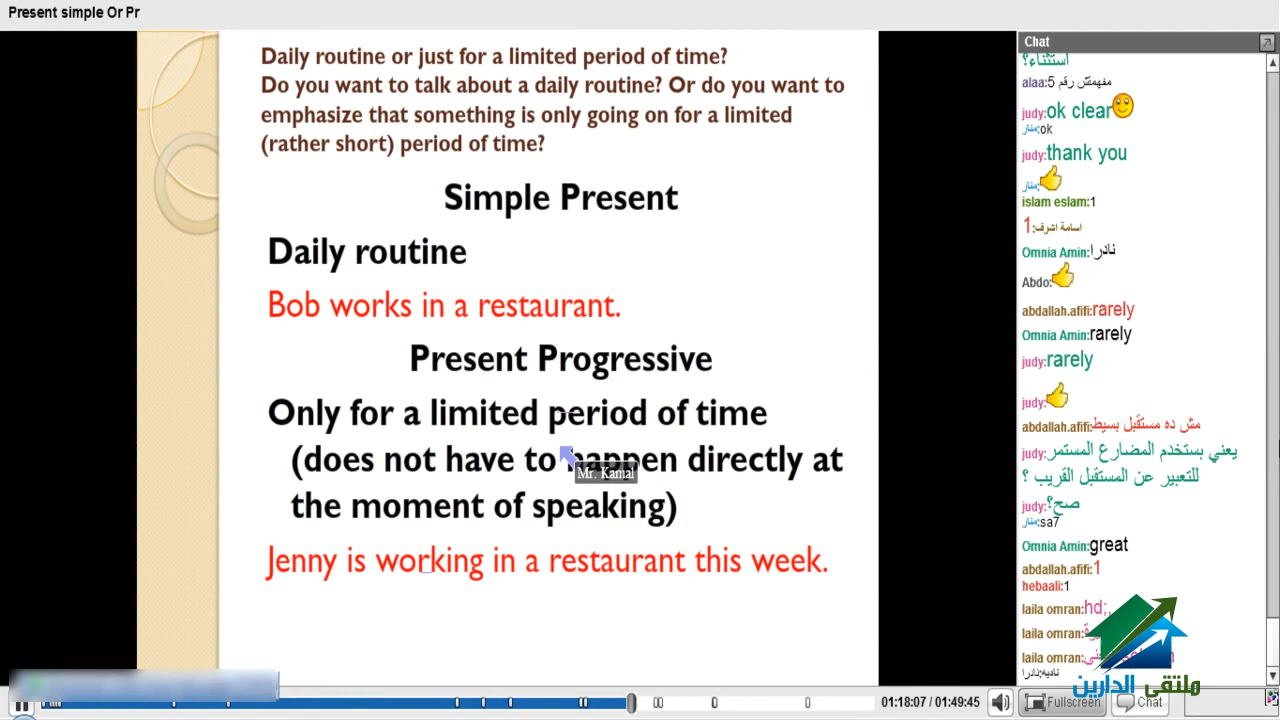 Present simple Or Pr
Daily routine or just for a limited period of time?
Do you want to talk about a daily routine? Or do you want to
emphasize that something is only going on for a limited
(rather short) period of time?
Simple Present
Daily routine
Bob works in a restaurant.
Present Progressive
Only for a limited period of time
(does not have to happen directly at
the moment of speaking)
Mr. Kamal
Jenny is working in a restaurant this week.
Chat
استثناء؟
alaa: مفهمتش رقم 5
judy: ok clear
منار: ok
judy: thank you
منار:
islam eslam: 1
اسامة اشرف: 1
Omnia Amin: نادرا
Abdo:
abdallah.afifi: rarely
Omnia Amin: rarely
judy: rarely
judy:
abdallah.afifi: مش ده مستقبل بسيط
judy: يعني بستخدم المضارع المستمر
للتعبير عن المستقبل القريب ؟
judy: صح؟
منار: sa7
Omnia Amin: great
abdallah.afifi: 1
hebaali: 1
laila omran: hd;,
laila omran:
laila omran:
ناديه: نادرا
ملتقى الدارين
01:18:07 / 01:49:45
Fullscreen
Chat